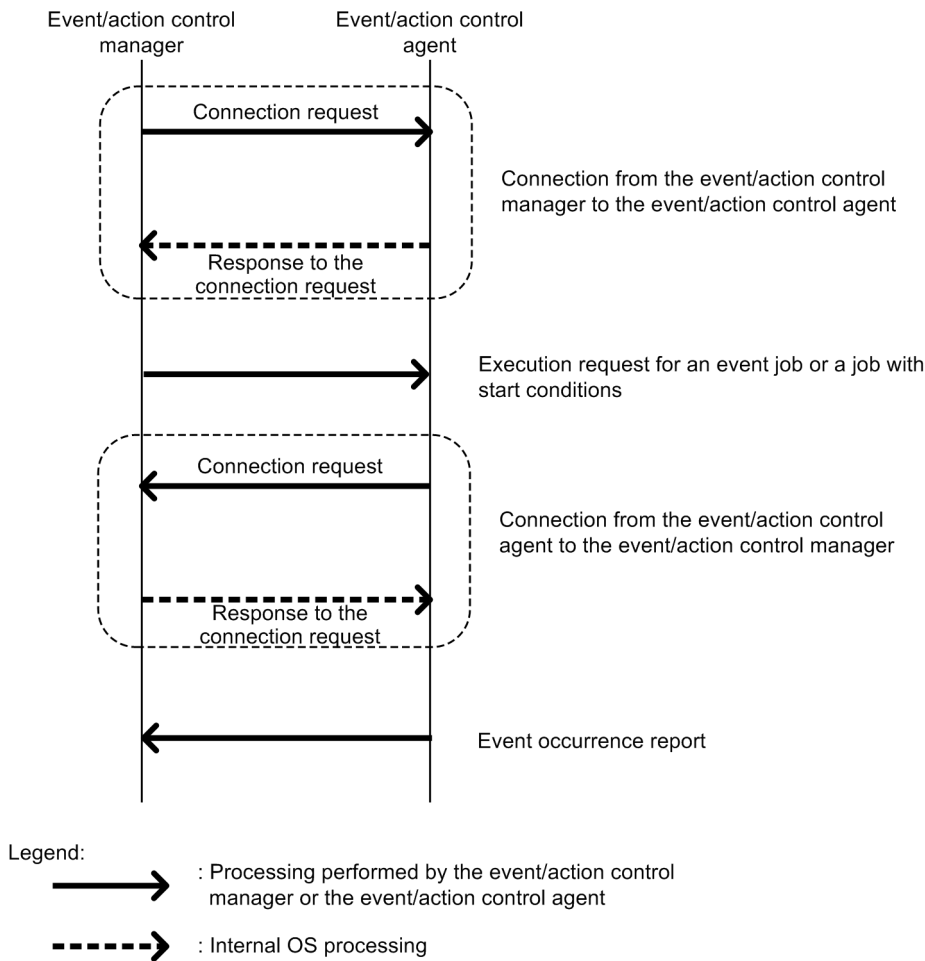 Event/action control
manager
Event/action control
agent
Connection request
Connection from the event/action control
manager to the event/action control agent
Response to the
connection request
Execution request for an event job or a job with
start conditions
Connection request
Connection from the event/action control
agent to the event/action control manager
Response to the
connection request
Event occurrence report
Legend:
: Processing performed by the event/action control
manager or the event/action control agent
: Internal OS processing